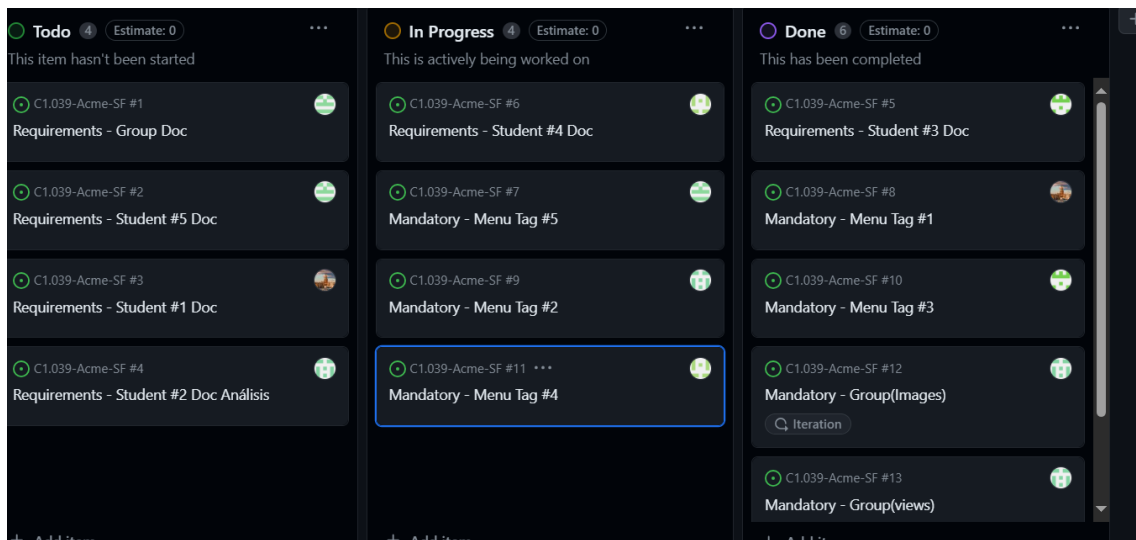 Todo 4 Estimate: 0
This item hasn't been started
C1.039-Acme-SF #1
Requirements - Group Doc
C1.039-Acme-SF #2
Requirements - Student #5 Doc
C1.039-Acme-SF #3
Requirements - Student #1 Doc
C1.039-Acme-SF #4
Requirements - Student #2 Doc Análisis
+ Add item
In Progress 4 Estimate: 0
This is actively being worked on
C1.039-Acme-SF #6
Requirements - Student #4 Doc
C1.039-Acme-SF #7
Mandatory - Menu Tag #5
C1.039-Acme-SF #9
Mandatory - Menu Tag #2
C1.039-Acme-SF #11
Mandatory - Menu Tag #4
+ Add item
Done 6 Estimate: 0
This has been completed
C1.039-Acme-SF #5
Requirements - Student #3 Doc
C1.039-Acme-SF #8
Mandatory - Menu Tag #1
C1.039-Acme-SF #10
Mandatory - Menu Tag #3
C1.039-Acme-SF #12
Mandatory - Group(Images)
Iteration
C1.039-Acme-SF #13
Mandatory - Group(views)
+ Add item